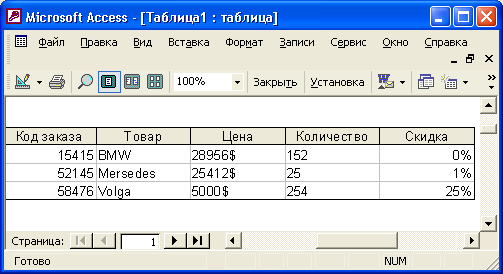 Microsoft Access - [Таблица1 : таблица]
Файл Правка Вид Вставка Формат Записи Сервис Окно Справка
100% Закрыть Установка
Код заказа Товар Цена Количество Скидка
15415 BMW 28956$ 152 0%
52145 Mersedes 25412$ 25 1%
58476 Volga 5000$ 254 25%
Страница: 1
Готово NUM